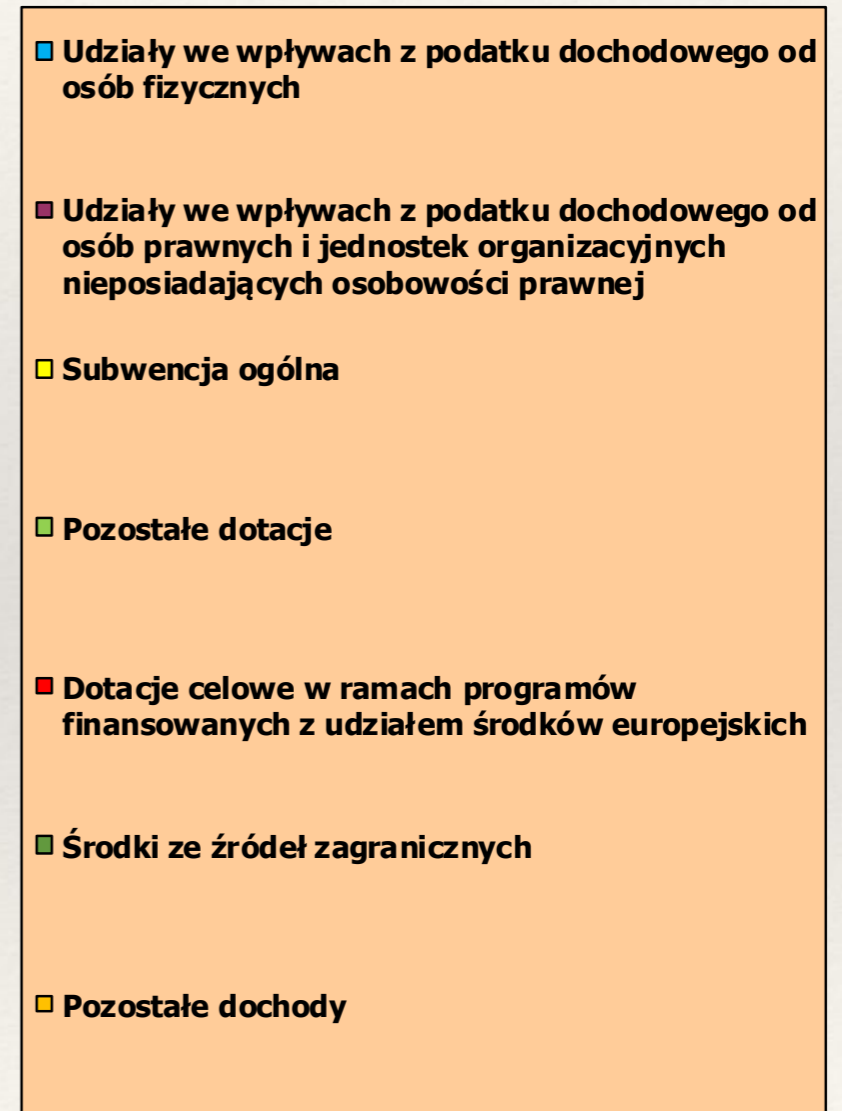 Udziały we wpływach z podatku dochodowego od
osób fizycznych
Udziały we wpływach z podatku dochodowego od
osób prawnych i jednostek organizacyjnych
nieposiadających osobowości prawnej
Subwencja ogólna
Pozostałe dotacje
Dotacje celowe w ramach programów
finansowanych z udziałem środków europejskich
Środki ze źródeł zagranicznych
Pozostałe dochody